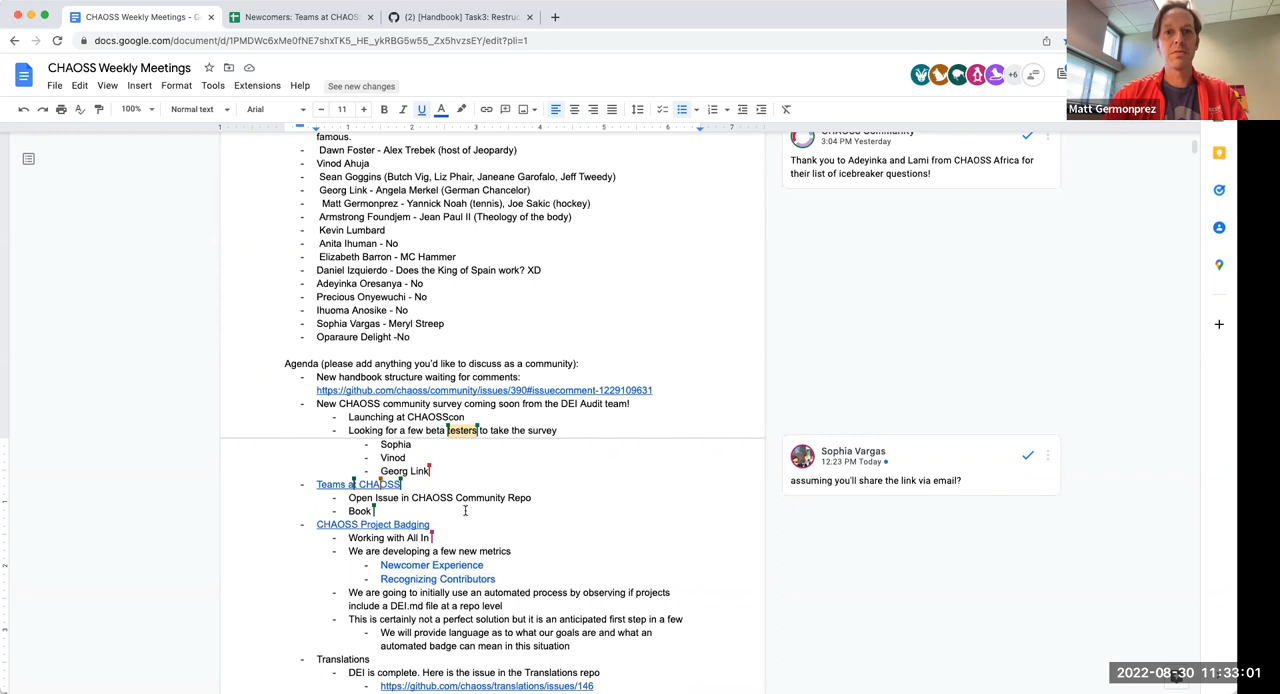 CHAOSS Weekly Meetings - G
Newcomers: Teams at CHAOS
(2) [Handbook] Task3: Restruc
docs.google.com/document/d/1PMDWc6xMe0fNE7shxTK5_HE_ykRBG5w55_Zx5hvzsEY/edit?pli=1
CHAOSS Weekly Meetings
File Edit View Insert Format Tools Extensions Help See new changes
+6
100% Normal text Arial 11
Matt Germonprez
famous.
- Dawn Foster - Alex Trebek (host of Jeopardy)
- Vinod Ahuja
- Sean Goggins (Butch Vig, Liz Phair, Janeane Garofalo, Jeff Tweedy)
- Georg Link - Angela Merkel (German Chancelor)
- Matt Germonprez - Yannick Noah (tennis), Joe Sakic (hockey)
- Armstrong Foundjem - Jean Paul II (Theology of the body)
- Kevin Lumbard
- Anita Ihuman - No
- Elizabeth Barron - MC Hammer
- Daniel Izquierdo - Does the King of Spain work? XD
- Adeyinka Oresanya - No
- Precious Onyewuchi - No
- Ihuoma Anosike - No
- Sophia Vargas - Meryl Streep
- Oparaure Delight -No
Agenda (please add anything you'd like to discuss as a community):
- New handbook structure waiting for comments:
https://github.com/chaoss/community/issues/390#issuecomment-1229109631
- New CHAOSS community survey coming soon from the DEI Audit team!
- Launching at CHAOSScon
- Looking for a few beta testers to take the survey
- Sophia
- Vinod
- Georg Link
- Teams at CHAOSS
- Open Issue in CHAOSS Community Repo
- Book
- CHAOSS Project Badging
- Working with All In
- We are developing a few new metrics
- Newcomer Experience
- Recognizing Contributors
- We are going to initially use an automated process by observing if projects
include a DEI.md file at a repo level
- This is certainly not a perfect solution but it is an anticipated first step in a few
- We will provide language as to what our goals are and what an
automated badge can mean in this situation
- Translations
- DEI is complete. Here is the issue in the Translations repo
- https://github.com/chaoss/translations/issues/146
CHAOSS Community
3:04 PM Yesterday
Thank you to Adeyinka and Lami from CHAOSS Africa for
their list of icebreaker questions!
Sophia Vargas
12:23 PM Today
assuming you'll share the link via email?
2022-08-30 11:33:01